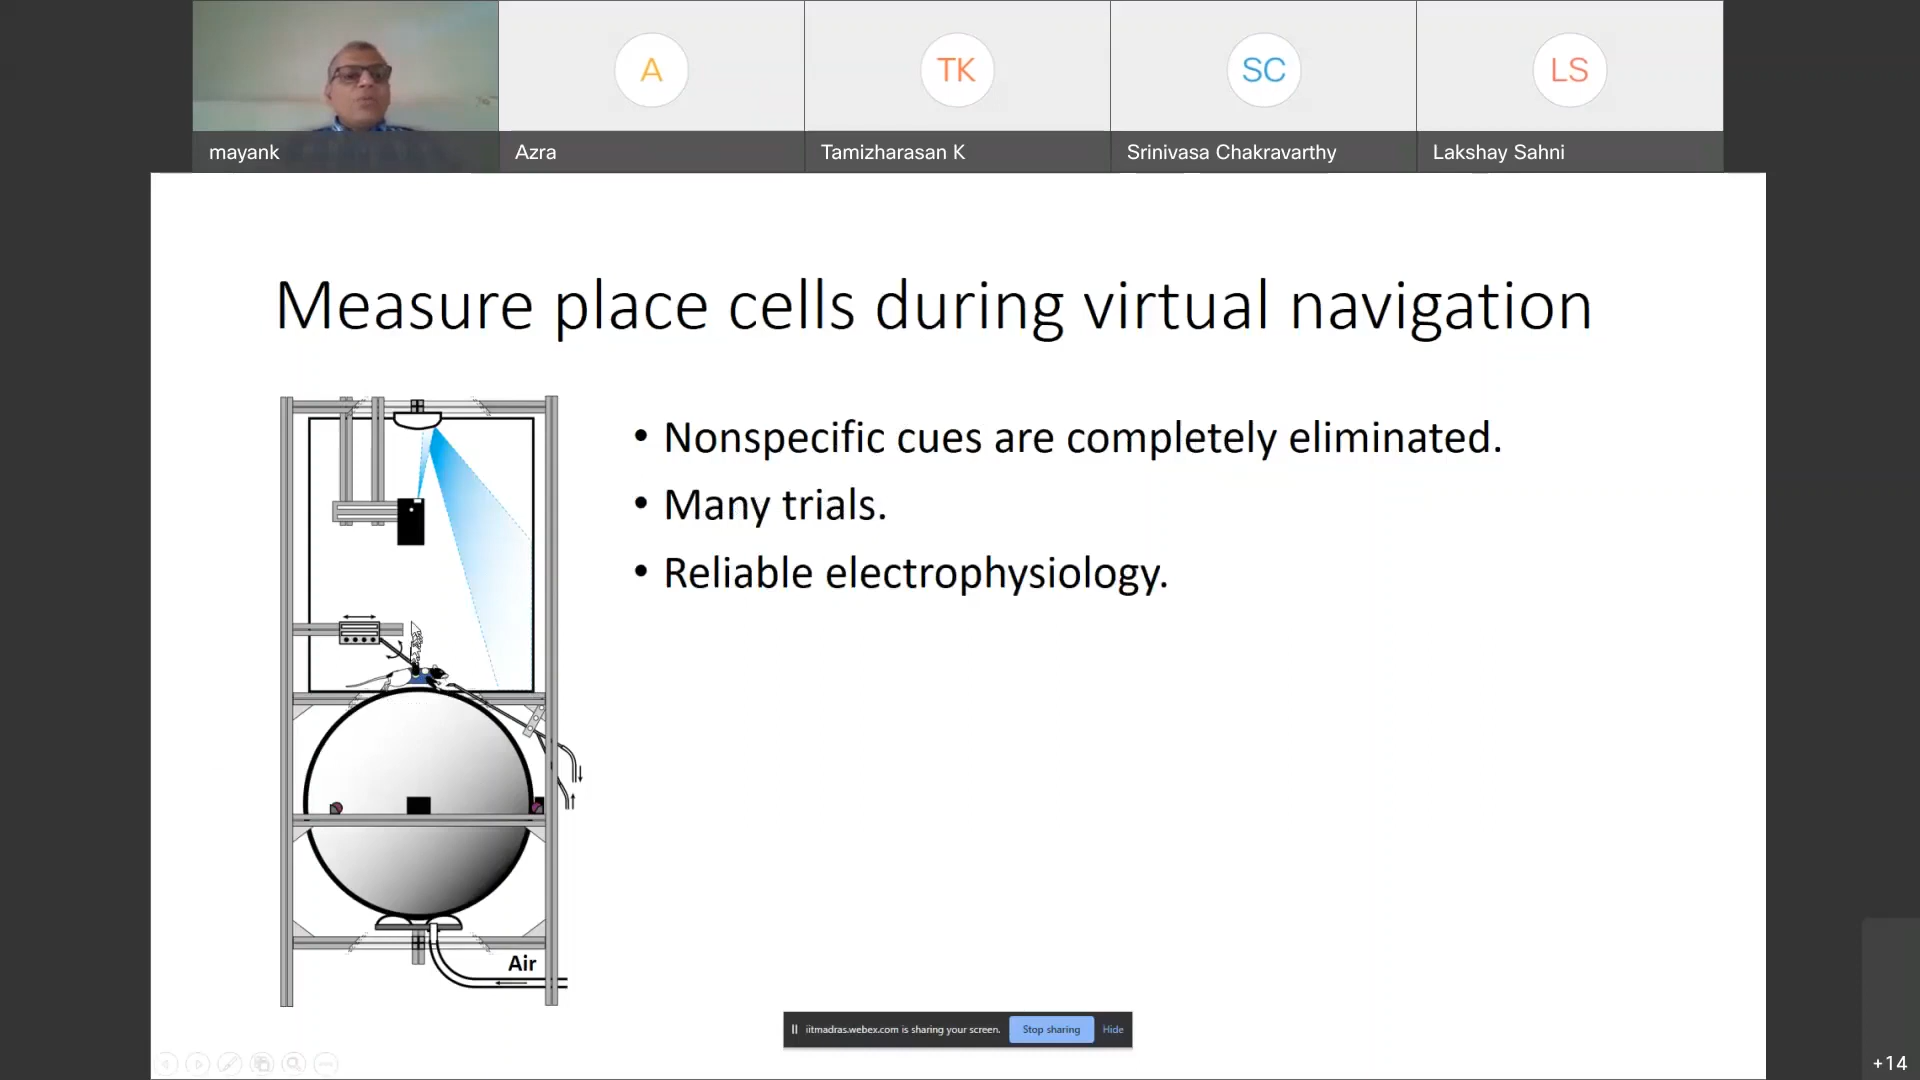 A
TK
SC
LS
mayank
Azra
Tamizharasan K
Srinivasa Chakravarthy
Lakshay Sahni
Measure place cells during virtual navigation
• Nonspecific cues are completely eliminated.
• Many trials.
• Reliable electrophysiology.
Air
iitmadras.webex.com is sharing your screen.
Stop sharing
Hide
+14